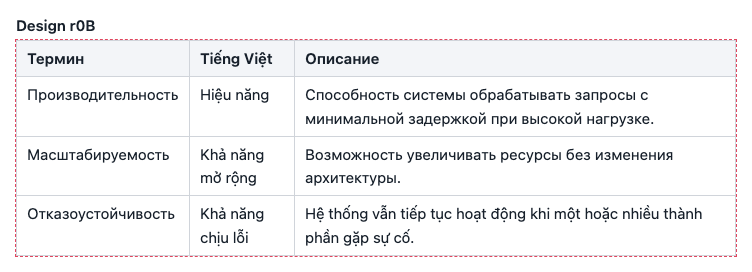 Design r0B
Термин Tiếng Việt Описание
Производительность Hiệu năng Способность системы обрабатывать запросы с
минимальной задержкой при высокой нагрузке.
Масштабируемость Khả năng Возможность увеличивать ресурсы без изменения
mở rộng архитектуры.
Отказоустойчивость Khả năng Hệ thống vẫn tiếp tục hoạt động khi một hoặc nhiều thành
chịu lỗi phần gặp sự cố.